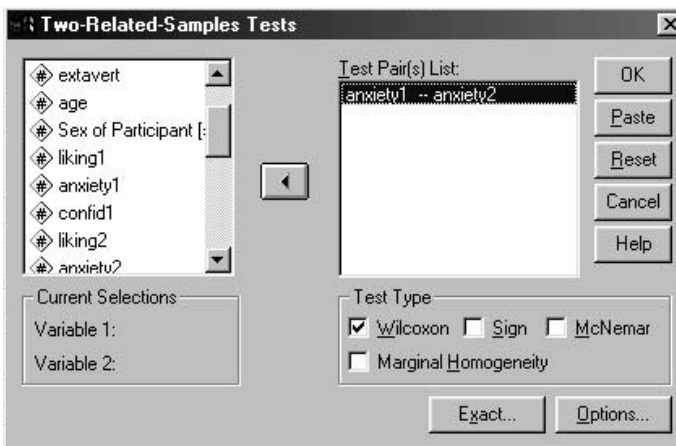 Two-Related-Samples Tests
extavert
age
Sex of Participant [
liking1
anxiety1
confid1
liking2
anxiety2
Current Selections
Variable 1:
Variable 2:
Test Pair(s) List:
anxiety1 -- anxiety2
Test Type
Wilcoxon Sign McNemar
Marginal Homogeneity
OK
Paste
Reset
Cancel
Help
Exact... Options...